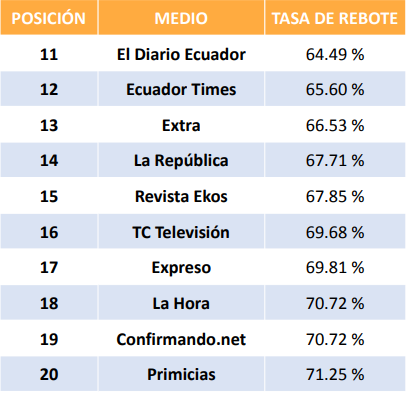 POSICIÓN MEDIO TASA DE REBOTE
11 El Diario Ecuador 64.49 %
12 Ecuador Times 65.60 %
13 Extra 66.53 %
14 La República 67.71 %
15 Revista Ekos 67.85 %
16 TC Televisión 69.68 %
17 Expreso 69.81 %
18 La Hora 70.72 %
19 Confirmando.net 70.72 %
20 Primicias 71.25 %